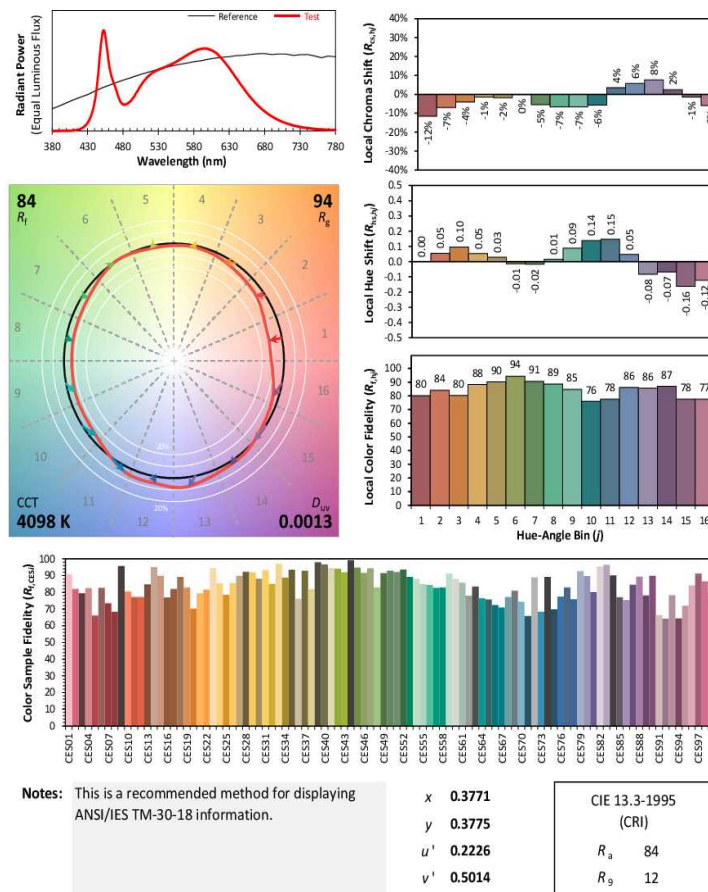 Reference
Test
Radiant Power
(Equal Luminous Flux)
380 430 480 530 580 630 680 730 780
Wavelength (nm)
Local Chroma Shift (Rcs,hj)
40%
30%
20%
10%
0%
-10%
-20%
-30%
-40%
-12% -7% -4% -1% -2% 0% -5% -7% -7% -6% 4% 6% 8% 2% -1%
84
Rf
94
Rg
5 4
6 3
7 2
8 1
9 16
10 15
11 12 13 14
20%
20%
CCT
4098 K
Duv
0.0013
Local Hue Shift (Rhs,hj)
0.5
0.4
0.3
0.2
0.1
0.0
-0.1
-0.2
-0.3
-0.4
-0.5
0.00 0.05 0.10 0.05 0.03 -0.01 -0.02 0.01 0.09 0.14 0.15 0.05 -0.08 -0.07 -0.16 -0.12
Local Color Fidelity (Rf,hj)
100
90
80
70
60
50
40
30
20
10
0
80 84 80 88 90 94 91 89 85 76 78 86 86 87 78 77
1 2 3 4 5 6 7 8 9 10 11 12 13 14 15 16
Hue-Angle Bin (j)
Color Sample Fidelity (Rf,CESi)
100
90
80
70
60
50
40
30
20
10
0
CES01 CES04 CES07 CES10 CES13 CES16 CES19 CES22 CES25 CES28 CES31 CES34 CES37 CES40 CES43 CES46 CES49 CES52 CES55 CES58 CES61 CES64 CES67 CES70 CES73 CES76 CES79 CES82 CES85 CES88 CES91 CES94 CES97
Notes: This is a recommended method for displaying
ANSI/IES TM-30-18 information.
x 0.3771
y 0.3775
u' 0.2226
v' 0.5014
CIE 13.3-1995
(CRI)
Ra 84
R9 12